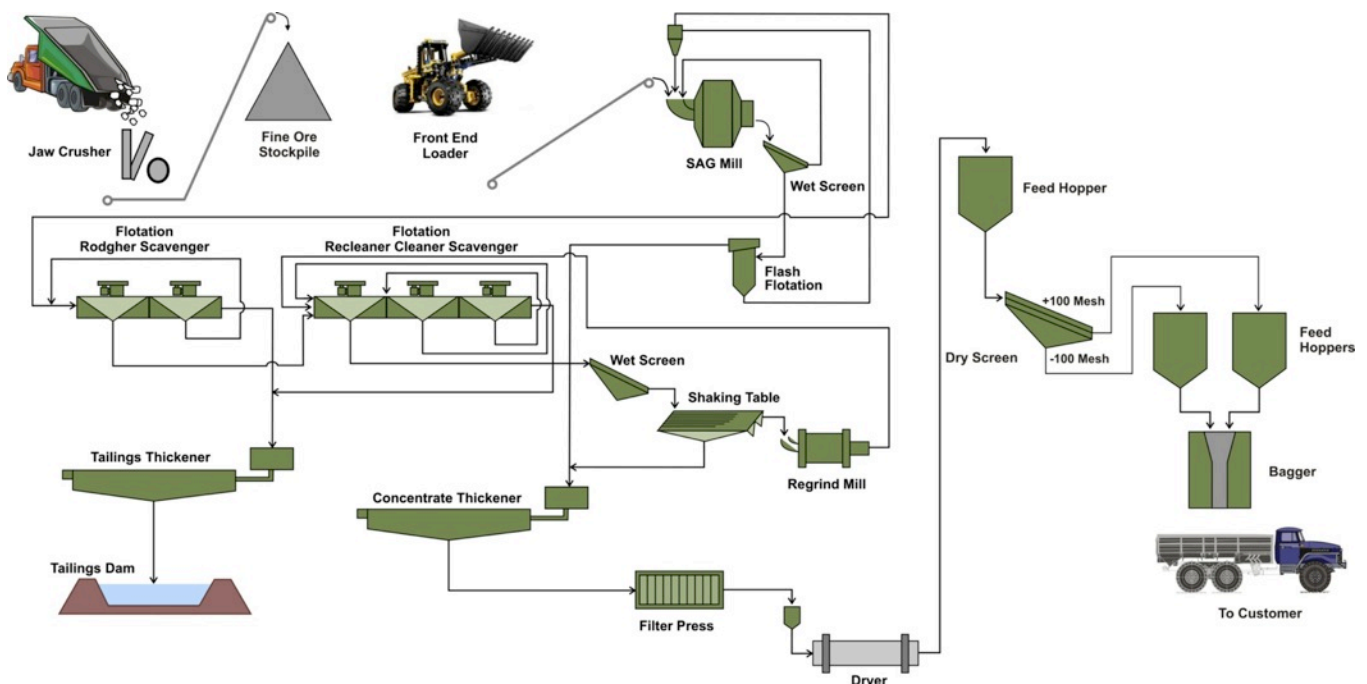 Jaw Crusher
Fine Ore
Stockpile
Front End
Loader
SAG Mill
Wet Screen
Feed Hopper
Flotation
Rodgher Scavenger
Flotation
Recleaner Cleaner Scavenger
Flash
Flotation
+100 Mesh
-100 Mesh
Dry Screen
Feed
Hoppers
Wet Screen
Shaking Table
Regrind Mill
Tailings Thickener
Concentrate Thickener
Bagger
Tailings Dam
Filter Press
To Customer
Dryer